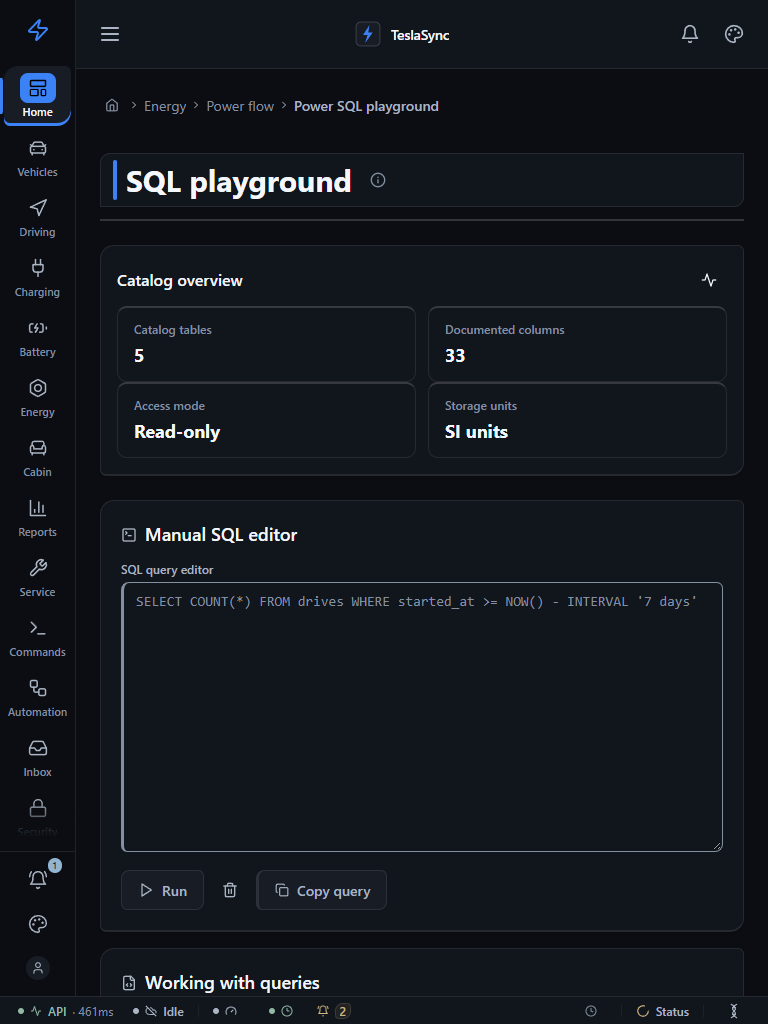 TeslaSync
Home
Vehicles
Driving
Charging
Battery
Energy
Cabin
Reports
Service
Commands
Automation
Inbox
Security
1
Energy > Power flow > Power SQL playground
SQL playground
Catalog overview
Catalog tables
5
Documented columns
33
Access mode
Read-only
Storage units
SI units
Manual SQL editor
SQL query editor
SELECT COUNT(*) FROM drives WHERE started_at >= NOW() - INTERVAL '7 days'
Run
Copy query
Working with queries
API · 461ms
Idle
2
Status